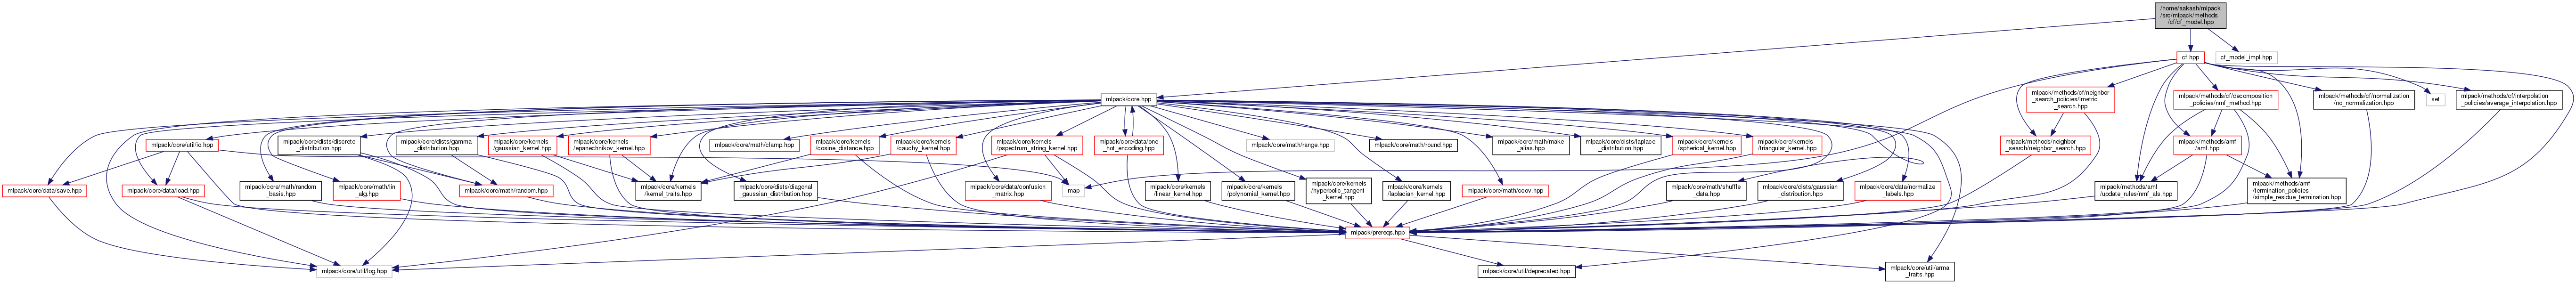 /home/aakash/mlpack
/src/mlpack/methods
/cf/cf_model.hpp
cf.hpp
cf_model_impl.hpp
mlpack/core.hpp
mlpack/methods/cf/neighbor
_search_policies/lmetric
_search.hpp
mlpack/methods/cf/decomposition
_policies/nmf_method.hpp
mlpack/methods/cf/normalization
/no_normalization.hpp
set
mlpack/methods/cf/interpolation
_policies/average_interpolation.hpp
mlpack/core/util/io.hpp
mlpack/core/dists/discrete
_distribution.hpp
mlpack/core/dists/gamma
_distribution.hpp
mlpack/core/kernels
/gaussian_kernel.hpp
mlpack/core/kernels
/epanechnikov_kernel.hpp
mlpack/core/math/clamp.hpp
mlpack/core/kernels
/cosine_distance.hpp
mlpack/core/kernels
/cauchy_kernel.hpp
mlpack/core/kernels
/pspectrum_string_kernel.hpp
mlpack/core/data/one
_hot_encoding.hpp
mlpack/core/math/range.hpp
mlpack/core/math/round.hpp
mlpack/core/math/make
_alias.hpp
mlpack/core/dists/laplace
_distribution.hpp
mlpack/core/kernels
/spherical_kernel.hpp
mlpack/core/kernels
/triangular_kernel.hpp
mlpack/methods/neighbor
_search/neighbor_search.hpp
mlpack/methods/amf
/amf.hpp
mlpack/core/data/save.hpp
mlpack/core/data/load.hpp
mlpack/core/math/random
_basis.hpp
mlpack/core/math/lin
_alg.hpp
mlpack/core/math/random.hpp
mlpack/core/kernels
/kernel_traits.hpp
mlpack/core/dists/diagonal
_gaussian_distribution.hpp
mlpack/core/data/confusion
_matrix.hpp
map
mlpack/core/kernels
/linear_kernel.hpp
mlpack/core/kernels
/polynomial_kernel.hpp
mlpack/core/kernels
/hyperbolic_tangent
_kernel.hpp
mlpack/core/kernels
/laplacian_kernel.hpp
mlpack/core/math/ccov.hpp
mlpack/core/math/shuffle
_data.hpp
mlpack/core/dists/gaussian
_distribution.hpp
mlpack/core/data/normalize
_labels.hpp
mlpack/methods/amf
/update_rules/nmf_als.hpp
mlpack/methods/amf
/termination_policies
/simple_residue_termination.hpp
mlpack/prereqs.hpp
mlpack/core/util/log.hpp
mlpack/core/util/deprecated.hpp
mlpack/core/util/arma
_traits.hpp